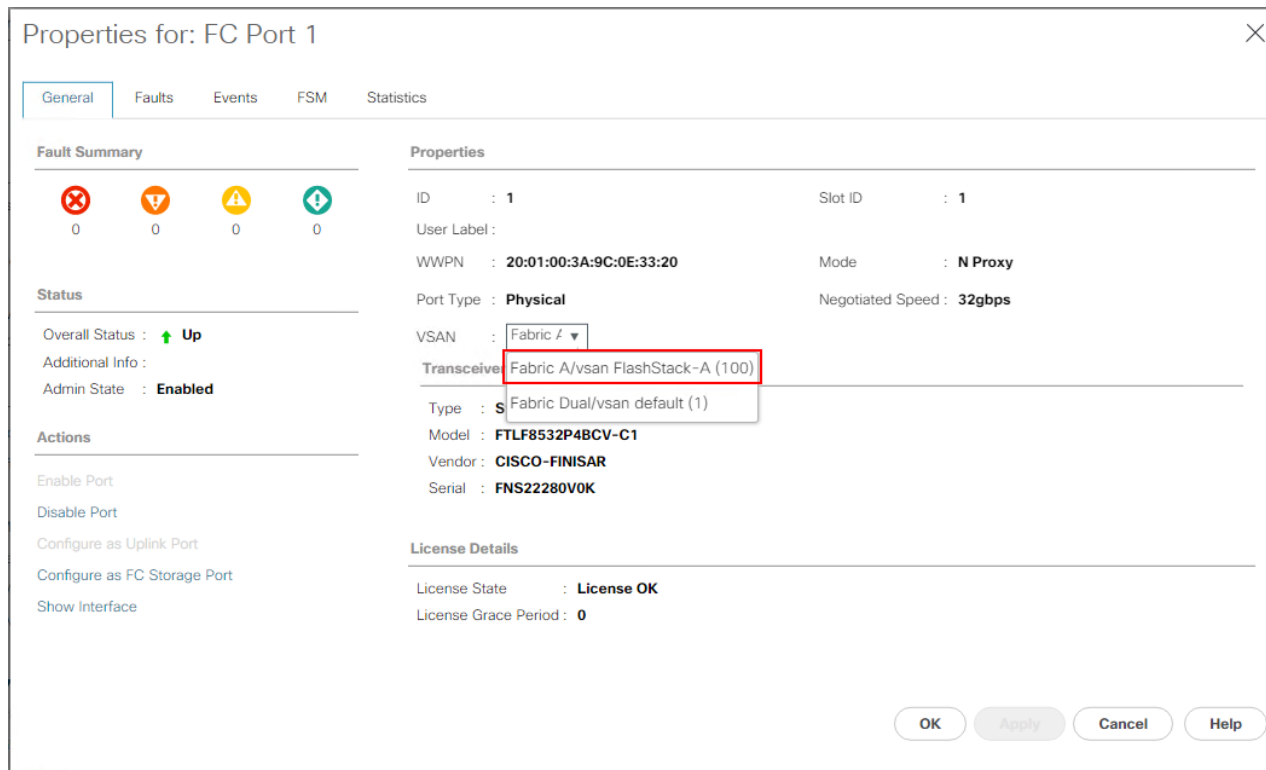 Properties for: FC Port 1
General Faults Events FSM Statistics
Fault Summary
0 0 0 0
Status
Overall Status : Up
Additional Info :
Admin State : Enabled
Actions
Enable Port
Disable Port
Configure as Uplink Port
Configure as FC Storage Port
Show Interface
Properties
ID : 1 Slot ID : 1
User Label :
WWPN : 20:01:00:3A:9C:0E:33:20 Mode : N Proxy
Port Type : Physical Negotiated Speed : 32gbps
VSAN : Fabric A
Transceiver
Fabric A/vsan FlashStack-A (100)
Fabric Dual/vsan default (1)
Type : S
Model : FTLF8532P4BCV-C1
Vendor : CISCO-FINISAR
Serial : FNS22280V0K
License Details
License State : License OK
License Grace Period : 0
OK Apply Cancel Help